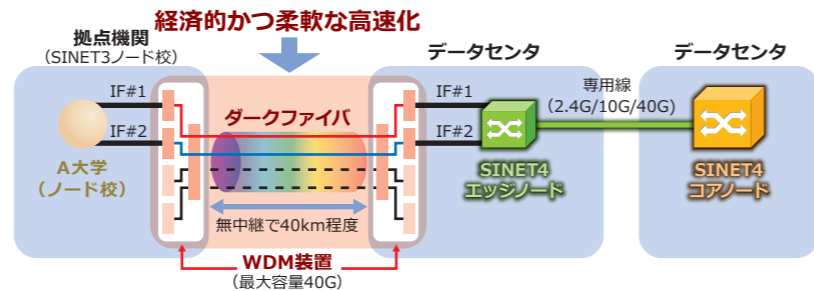 経済的かつ柔軟な高速化
拠点機関
(SINET3ノード校)
データセンタ
データセンタ
IF#1
IF#2
A大学
(ノード校)
ダークファイバ
IF#1
IF#2
専用線
(2.4G/10G/40G)
SINET4
エッジノード
SINET4
コアノード
無中継で40km程度
WDM装置
(最大容量40G)